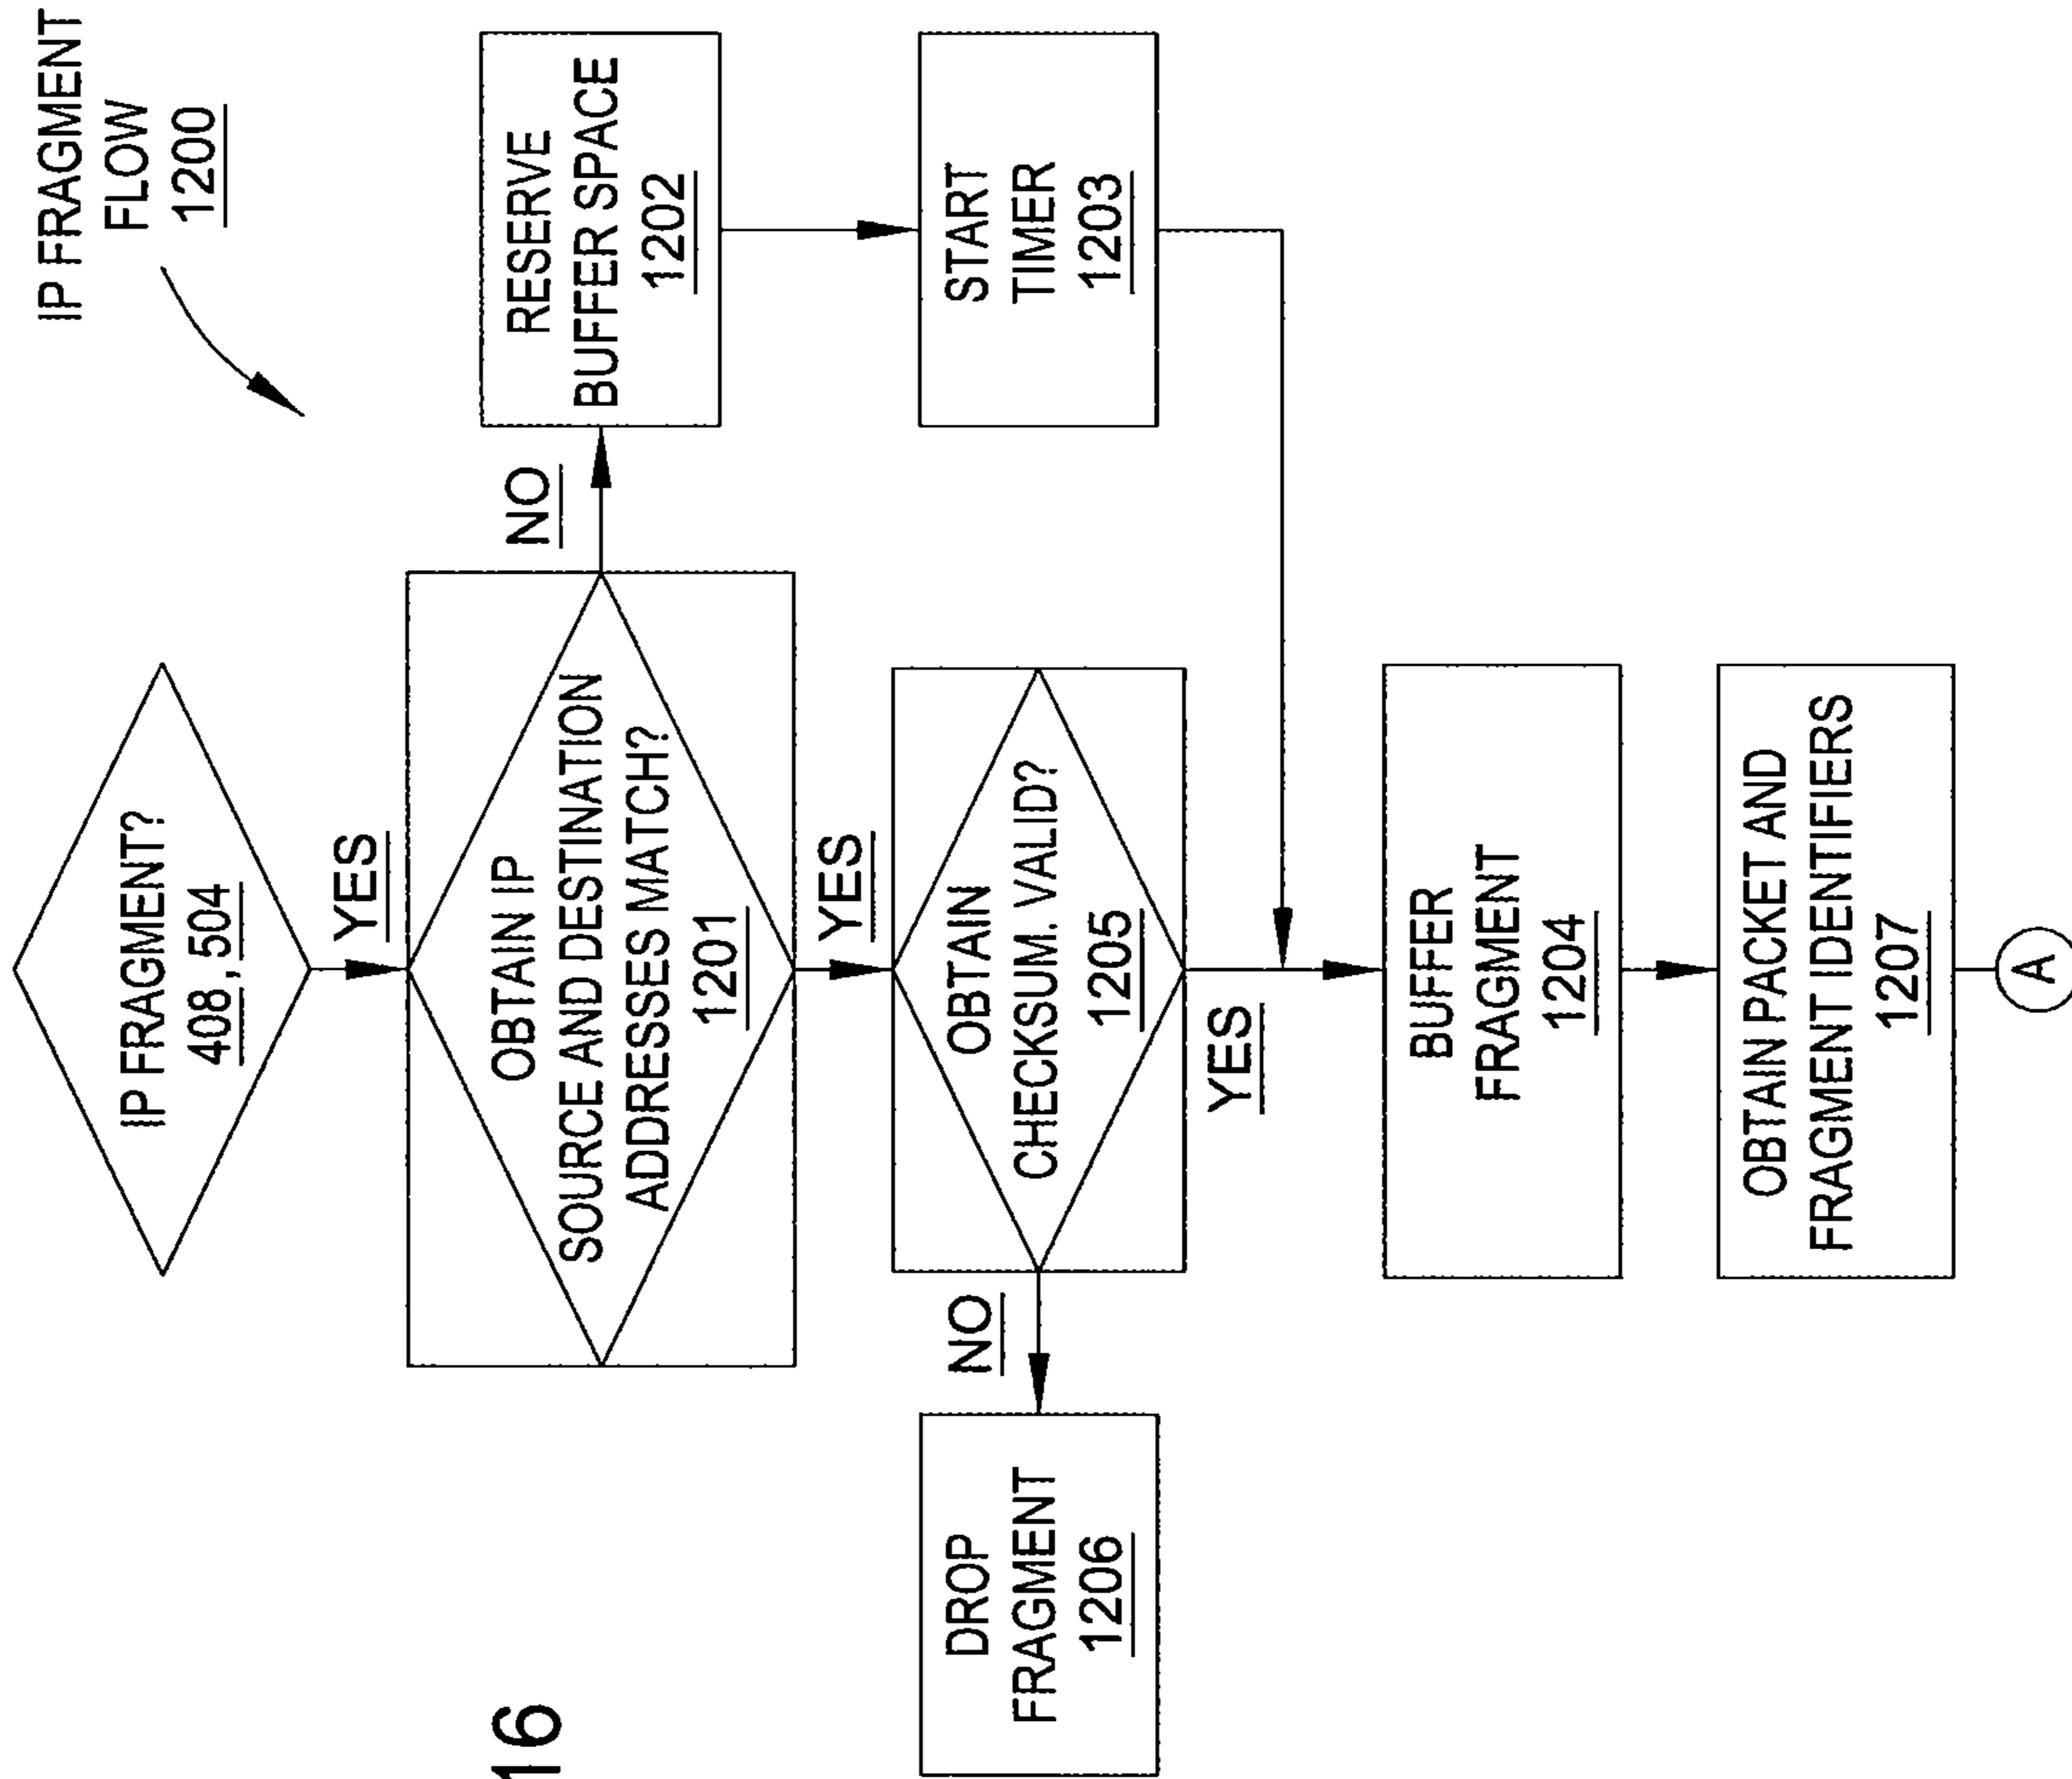 IP FRAGMENT
FLOW
1200
IP FRAGMENT?
408, 504
YES
OBTAIN IP
SOURCE AND DESTINATION
ADDRESSES MATCH?
1201
NO
RESERVE
BUFFER SPACE
1202
START
TIMER
1203
YES
OBTAIN
CHECKSUM. VALID?
1205
NO
DROP
FRAGMENT
1206
YES
BUFFER
FRAGMENT
1204
OBTAIN PACKET AND
FRAGMENT IDENTIFIERS
1207
A
16